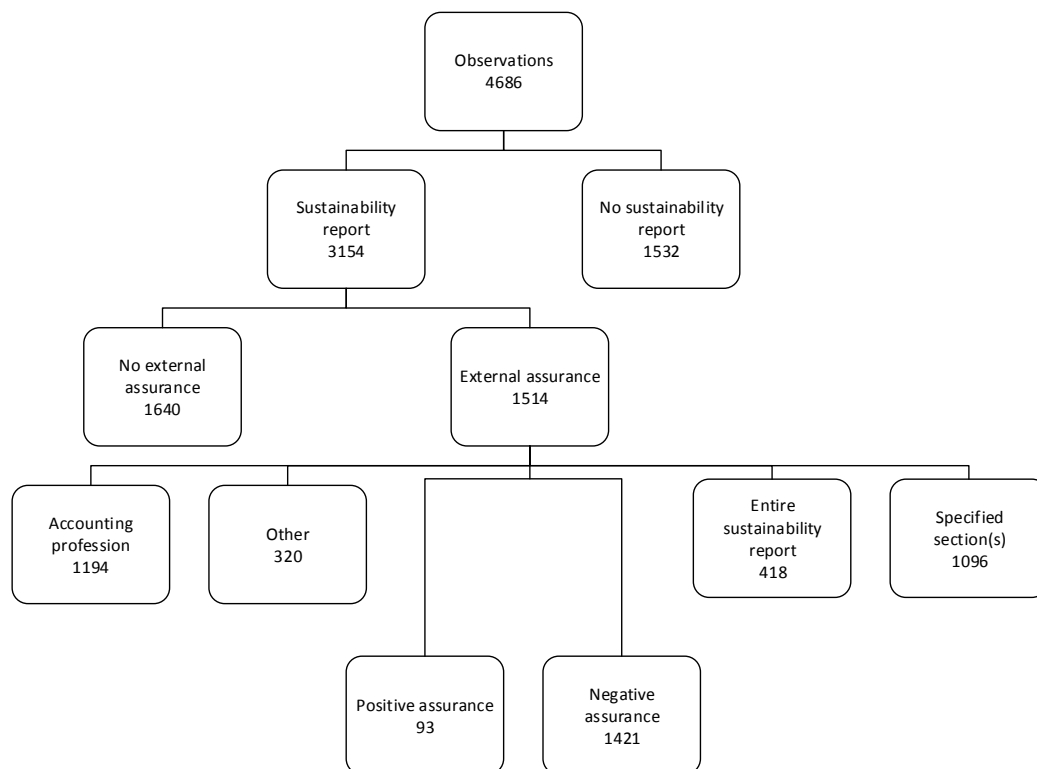 Observations
4686
Sustainability
report
3154
No sustainability
report
1532
No external
assurance
1640
External assurance
1514
Accounting
profession
1194
Other
320
Entire
sustainability
report
418
Specified
section(s)
1096
Positive assurance
93
Negative
assurance
1421